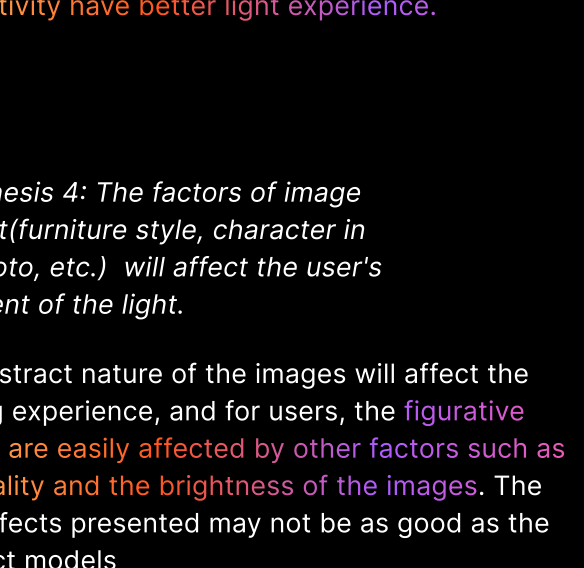 tivity have better light experience.
esis 4: The factors of image
t(furniture style, character in
oto, etc.) will affect the user's
ent of the light.
stract nature of the images will affect the
g experience, and for users, the figurative
are easily affected by other factors such as
ality and the brightness of the images. The
fects presented may not be as good as the
ct models